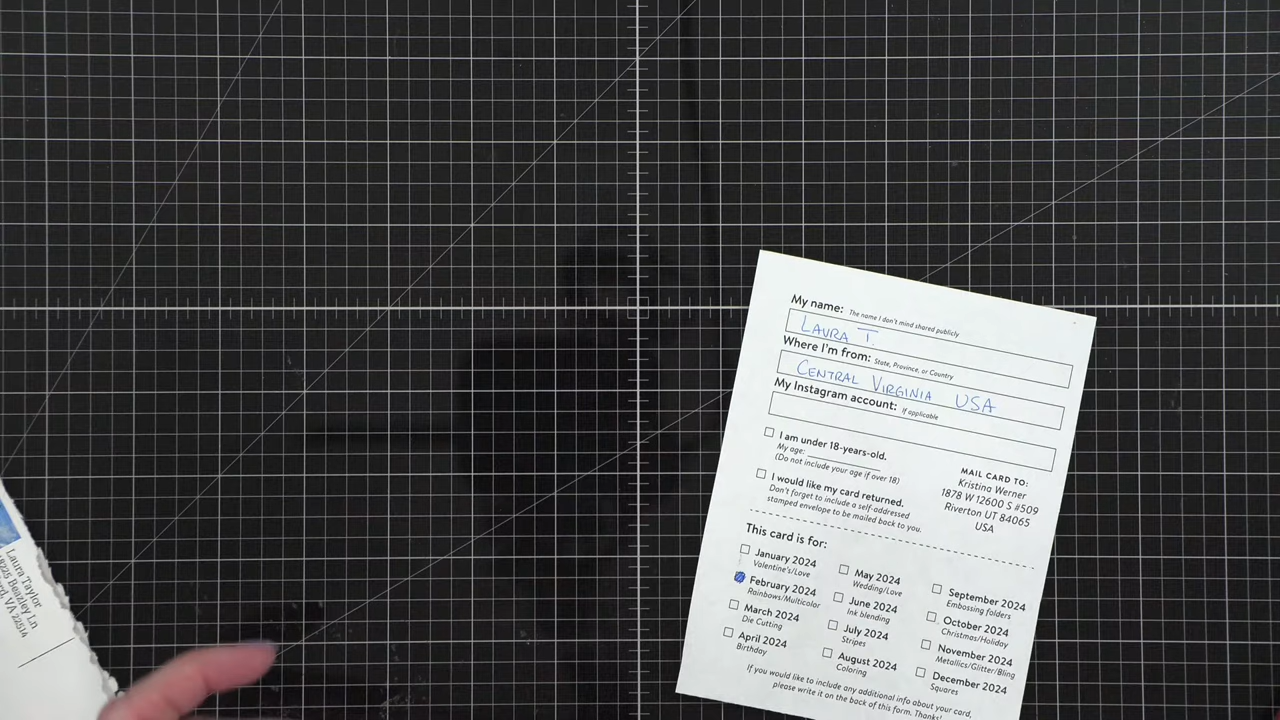 My name: The name I don't mind shared publicly
LAURA T.
Where I'm from: State, Province, or Country
CENTRAL VIRGINIA USA
My Instagram account: If applicable
I am under 18-years-old.
My age:
(Do not include your age if over 18)
I would like my card returned.
Don't forget to include a self-addressed
stamped envelope to be mailed back to you.
MAIL CARD TO:
Kristina Werner
1878 W 12600 S #509
Riverton UT 84065
USA
This card is for:
January 2024
Valentine's/Love
February 2024
Rainbows/Multicolor
March 2024
Die Cutting
April 2024
Birthday
May 2024
Wedding/Love
June 2024
Ink blending
July 2024
Stripes
August 2024
Coloring
September 2024
Embossing folders
October 2024
Christmas/Holiday
November 2024
Metallics/Glitter/Bling
December 2024
Squares
If you would like to include any additional info about your card,
please write it on the back of this form. Thanks!
Laura Taylor
Ln
VA 22514